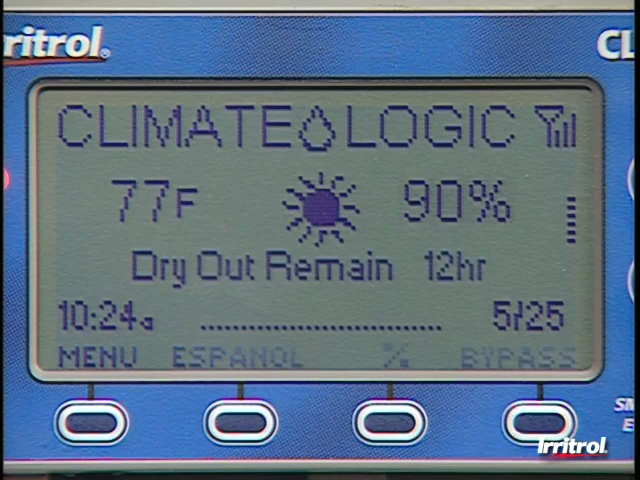 rritrol
CL
CLIMATE LOGIC
77F 90%
Dry Out Remain 12hr
10:24a 5/25
MENU ESPANOL % BYPASS
Irritrol